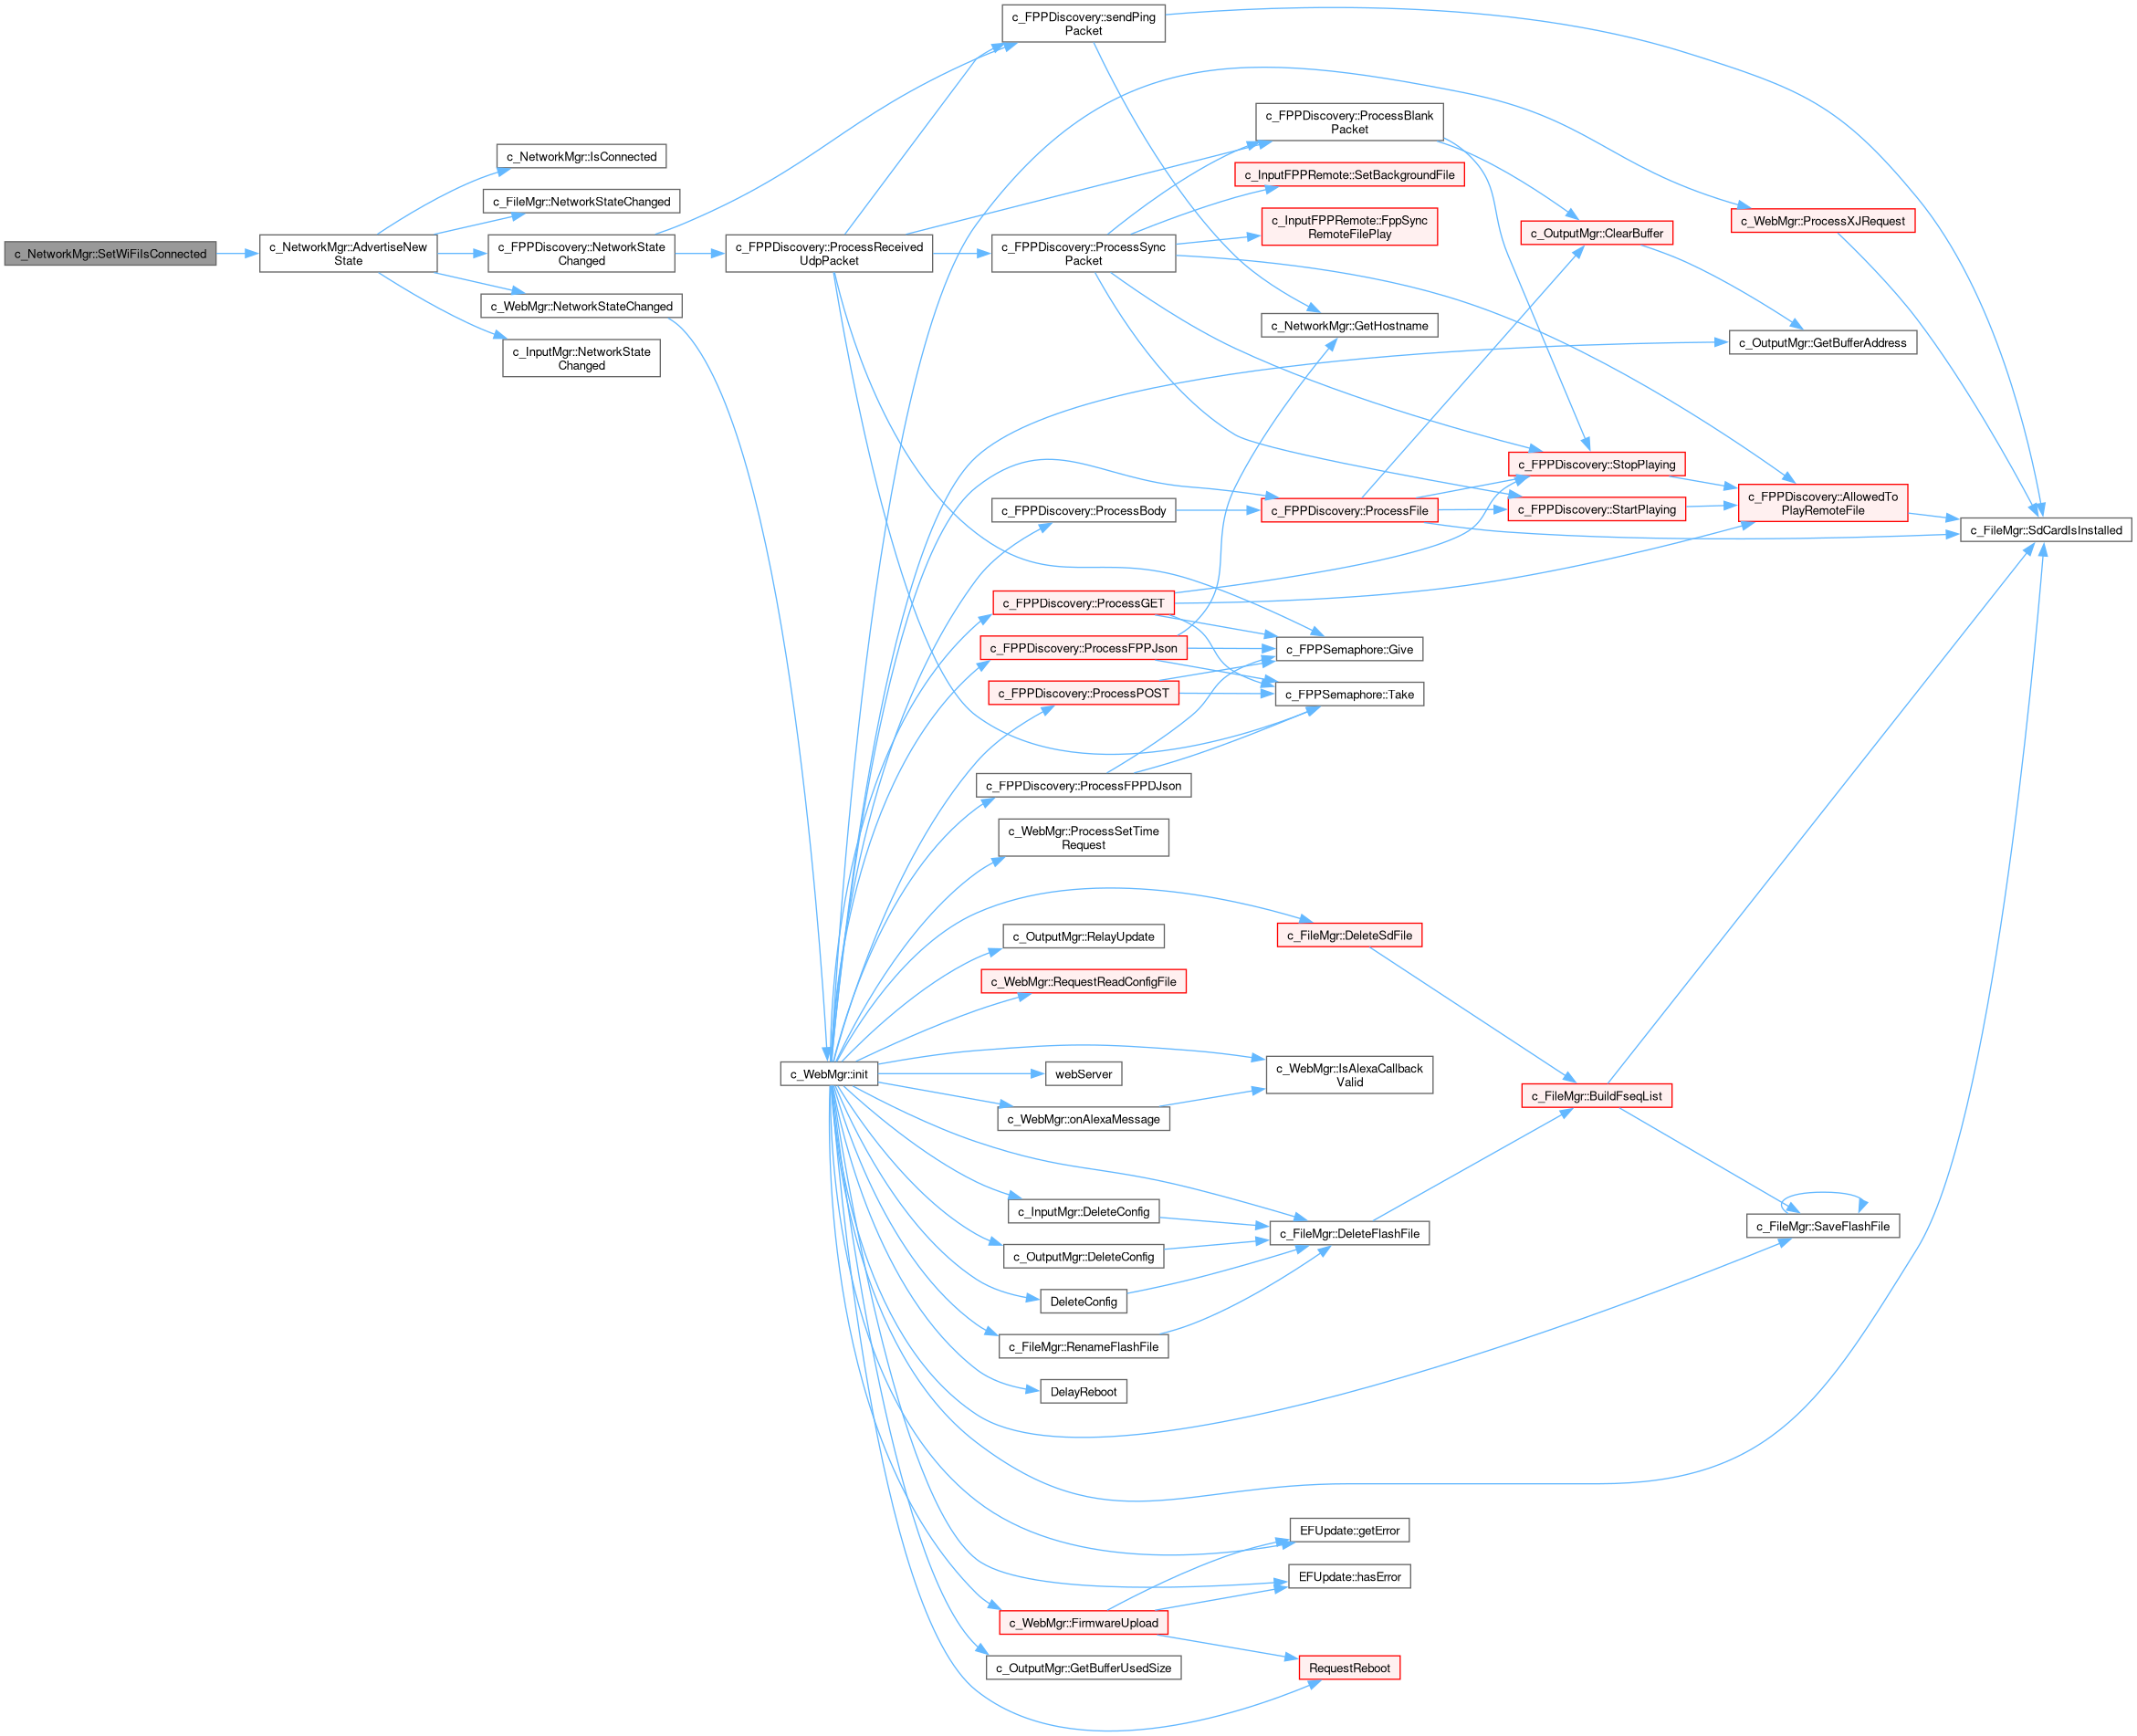 c_NetworkMgr::SetWiFiIsConnected
c_NetworkMgr::AdvertiseNew
State
c_NetworkMgr::IsConnected
c_FileMgr::NetworkStateChanged
c_FPPDiscovery::NetworkState
Changed
c_WebMgr::NetworkStateChanged
c_InputMgr::NetworkState
Changed
c_FPPDiscovery::ProcessReceived
UdpPacket
c_WebMgr::init
c_FPPDiscovery::sendPing
Packet
c_FPPDiscovery::ProcessSync
Packet
c_FPPDiscovery::ProcessBody
c_FPPDiscovery::ProcessGET
c_FPPDiscovery::ProcessFPPJson
c_FPPDiscovery::ProcessPOST
c_FPPDiscovery::ProcessFPPDJson
c_WebMgr::ProcessSetTime
Request
c_OutputMgr::RelayUpdate
c_WebMgr::RequestReadConfigFile
webServer
c_WebMgr::onAlexaMessage
c_InputMgr::DeleteConfig
c_OutputMgr::DeleteConfig
DeleteConfig
c_FileMgr::RenameFlashFile
DelayReboot
c_WebMgr::FirmwareUpload
c_OutputMgr::GetBufferUsedSize
c_FPPDiscovery::ProcessBlank
Packet
c_InputFPPRemote::SetBackgroundFile
c_InputFPPRemote::FppSync
RemoteFilePlay
c_NetworkMgr::GetHostname
c_FPPDiscovery::ProcessFile
c_FPPSemaphore::Give
c_FPPSemaphore::Take
c_FileMgr::DeleteSdFile
c_WebMgr::IsAlexaCallback
Valid
c_FileMgr::DeleteFlashFile
EFUpdate::getError
EFUpdate::hasError
RequestReboot
c_OutputMgr::ClearBuffer
c_FPPDiscovery::StopPlaying
c_FPPDiscovery::StartPlaying
c_FileMgr::BuildFseqList
c_WebMgr::ProcessXJRequest
c_OutputMgr::GetBufferAddress
c_FPPDiscovery::AllowedTo
PlayRemoteFile
c_FileMgr::SaveFlashFile
c_FileMgr::SdCardIsInstalled